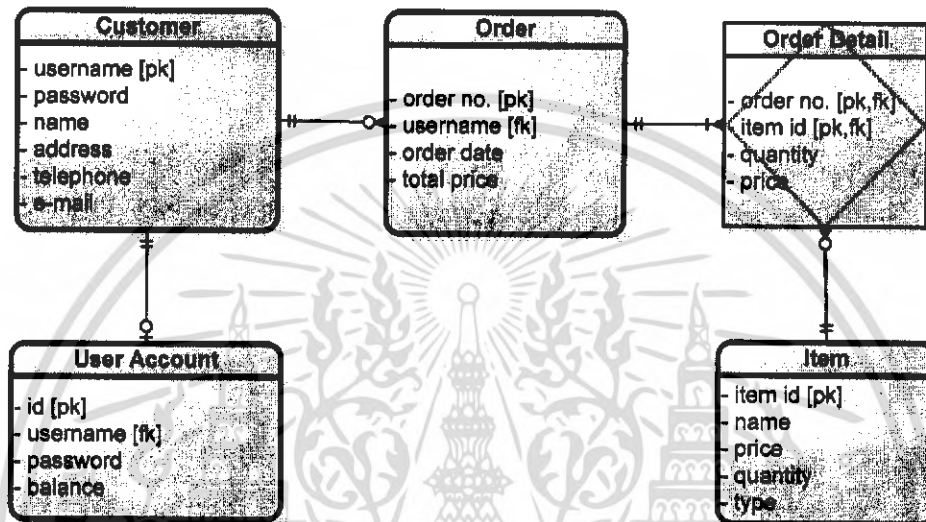 Customer
- username [pk]
- password
- name
- address
- telephone
- e-mail
Order
- order no. [pk]
- username [fk]
- order date
- total price
Order Detail
- order no. [pk,fk]
- item id [pk,fk]
- quantity
- price
User Account
- id [pk]
- username [fk]
- password
- balance
Item
- item id [pk]
- name
- price
- quantity
- type